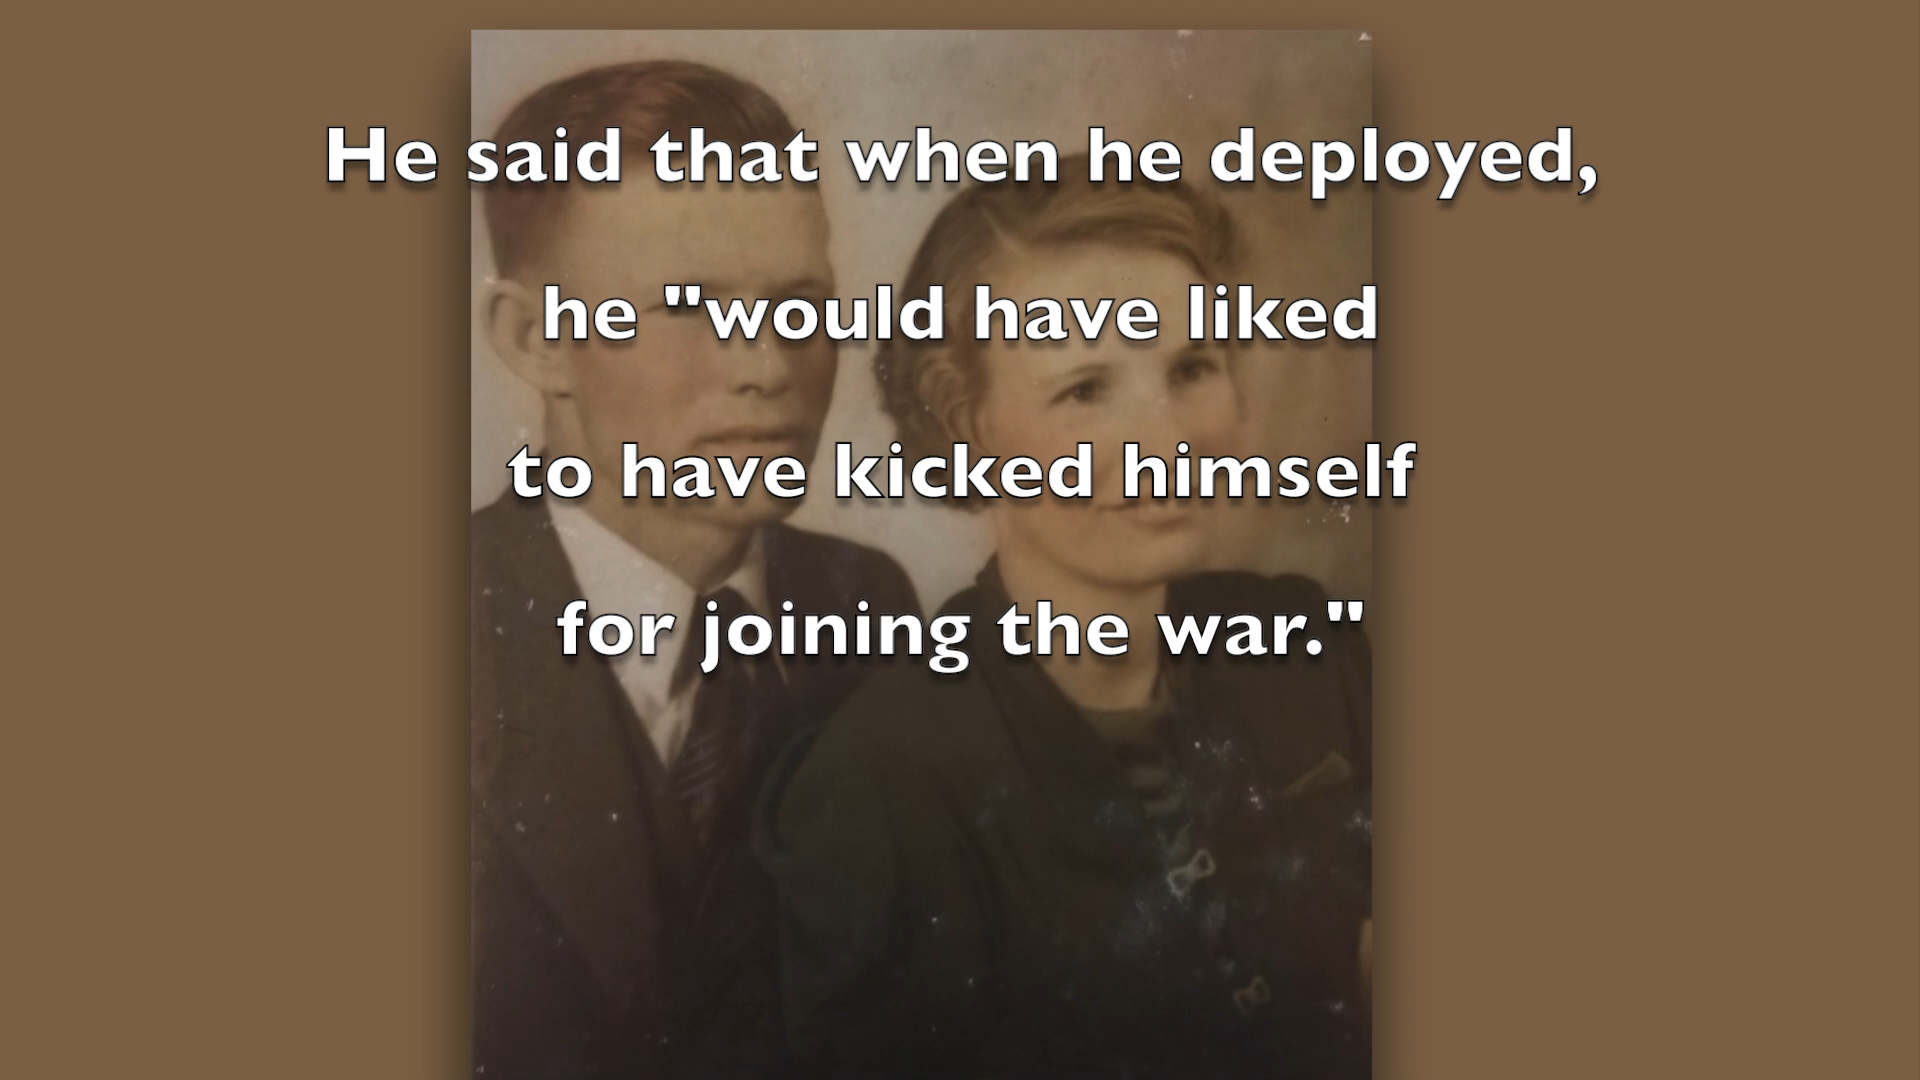 He said that when he deployed,
he "would have liked
to have kicked himself
for joining the war."